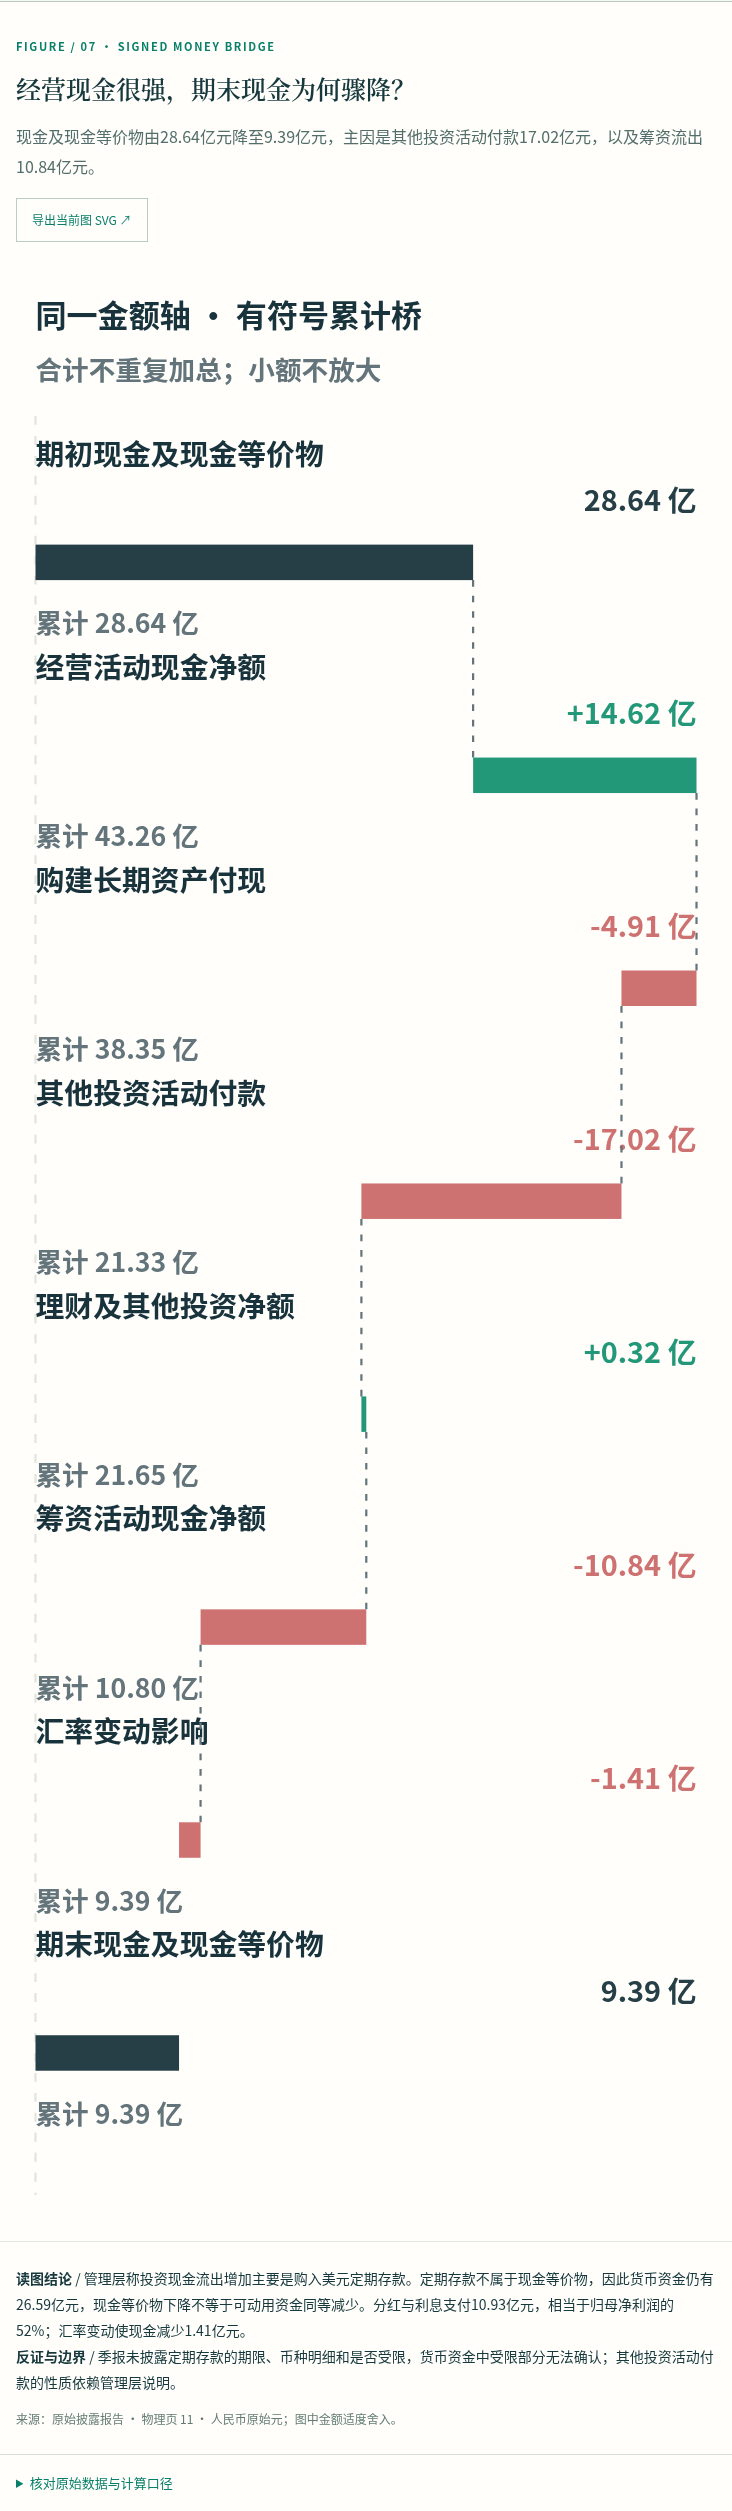 FIGURE / 07 · SIGNED MONEY BRIDGE
经营现金很强，期末现金为何骤降？
现金及现金等价物由28.64亿元降至9.39亿元，主因是其他投资活动付款17.02亿元，以及筹资流出
10.84亿元。
导出当前图 SVG ↗
同一金额轴 · 有符号累计桥
合计不重复加总；小额不放大
期初现金及现金等价物
28.64 亿
累计 28.64 亿
经营活动现金净额
+14.62 亿
累计 43.26 亿
购建长期资产付现
-4.91 亿
累计 38.35 亿
其他投资活动付款
-17.02 亿
累计 21.33 亿
理财及其他投资净额
+0.32 亿
累计 21.65 亿
筹资活动现金净额
-10.84 亿
累计 10.80 亿
汇率变动影响
-1.41 亿
累计 9.39 亿
期末现金及现金等价物
9.39 亿
累计 9.39 亿
读图结论 / 管理层称投资现金流出增加主要是购入美元定期存款。定期存款不属于现金等价物，因此货币资金仍有
26.59亿元，现金等价物下降不等于可动用资金同等减少。分红与利息支付10.93亿元，相当于归母净利润的
52%；汇率变动使现金减少1.41亿元。
反证与边界 / 季报未披露定期存款的期限、币种明细和是否受限，货币资金中受限部分无法确认；其他投资活动付
款的性质依赖管理层说明。
来源：原始披露报告 · 物理页 11 · 人民币原始元；图中金额适度舍入。
▶ 核对原始数据与计算口径